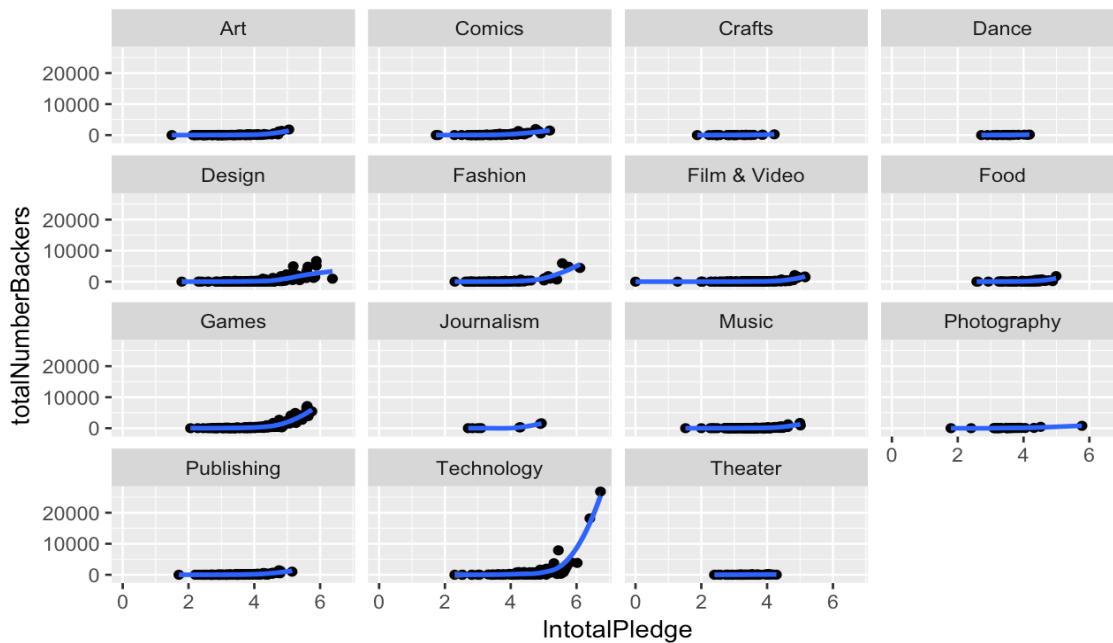 Art Comics Crafts Dance
20000
10000
0
Design Fashion Film & Video Food
20000
10000
0
Games Journalism Music Photography
20000
10000
0
0 2 4 6
Publishing Technology Theater
20000
10000
0
0 2 4 6 0 2 4 6 0 2 4 6
lntotalPledge
totalNumberBackers